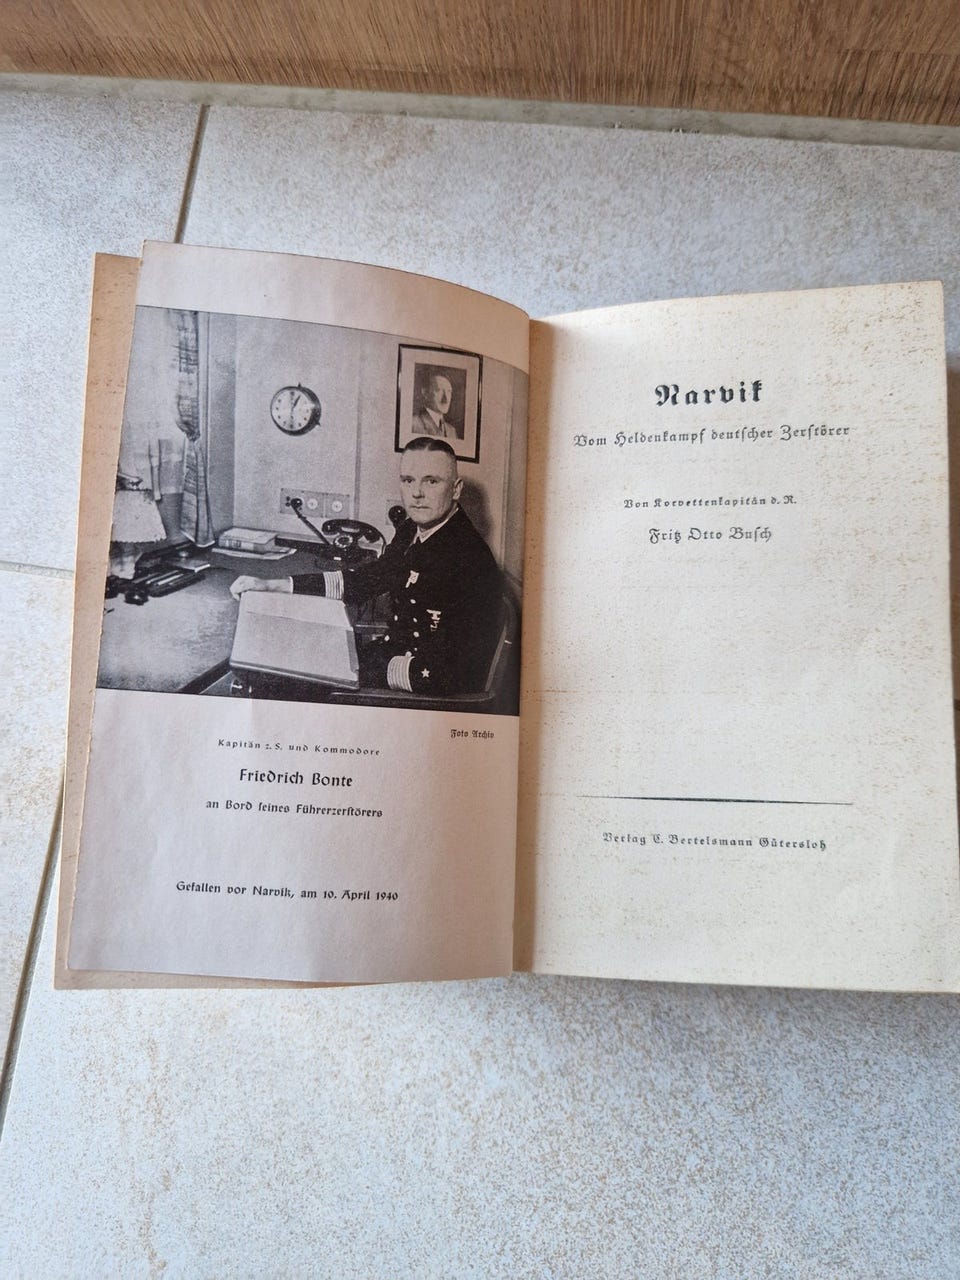 Foto Archiv
Kapitän z. S. und Kommodore
Friedrich Bonte
an Bord seines Führerzerstörers
Gefallen vor Narvik, am 10. April 1940
Narvik
Vom Heldenkampf deutscher Zerstörer
Von Korvettenkapitän d. R.
Fritz Otto Busch
Verlag C. Bertelsmann Gütersloh